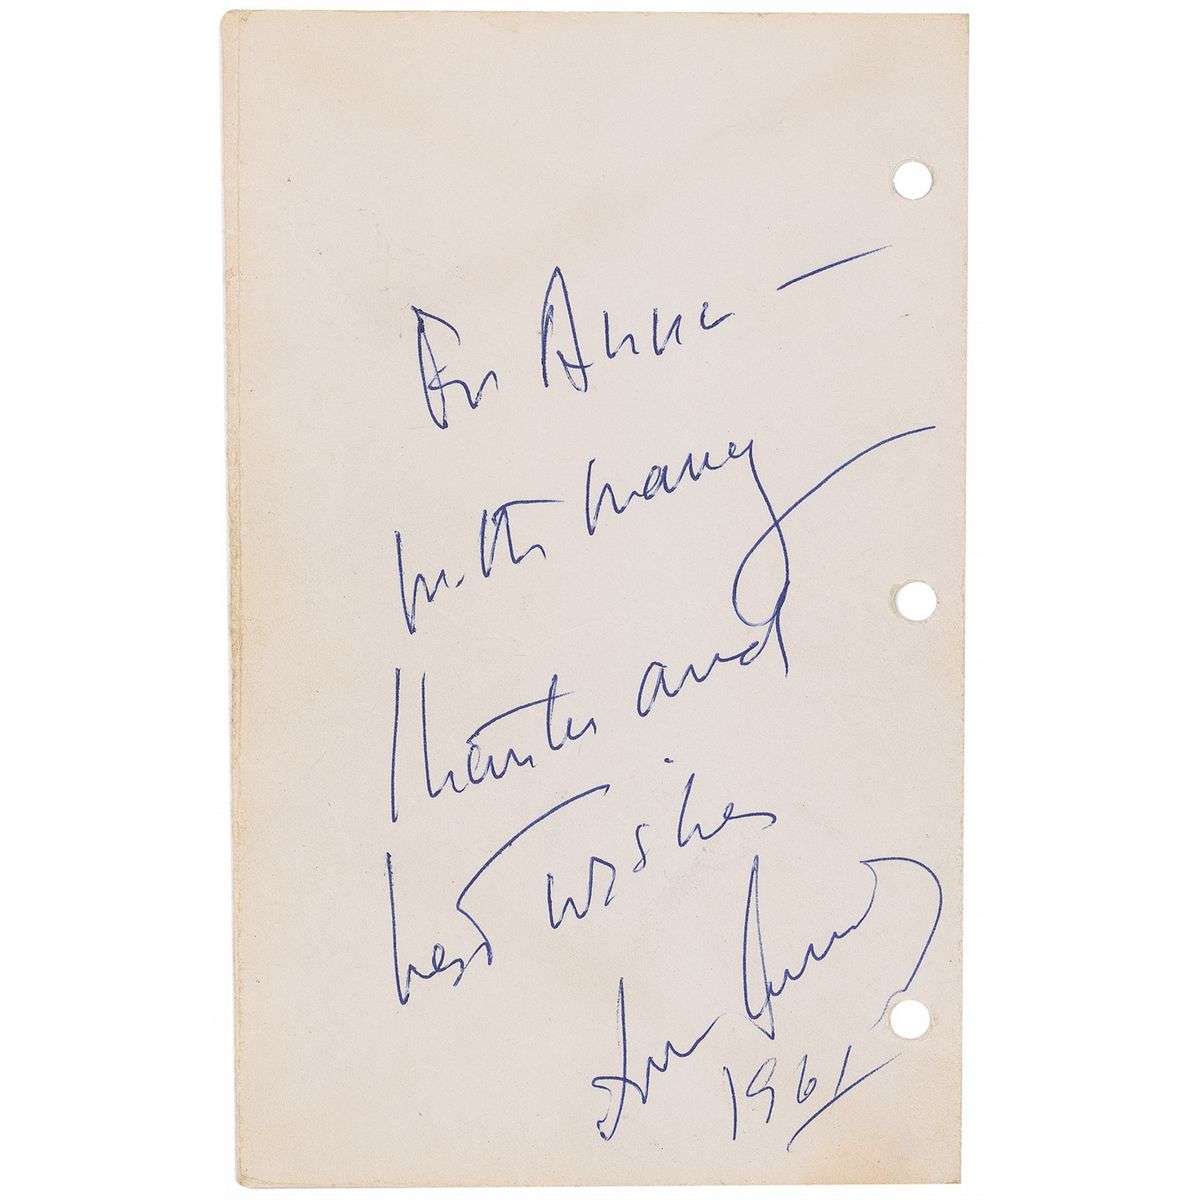 For Anne —
with many
thanks and
best wishes
1961